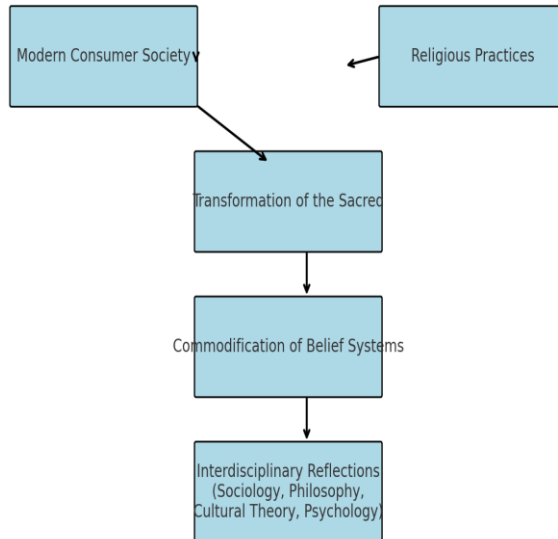 Modern Consumer Society
Religious Practices
Transformation of the Sacred
Commodification of Belief Systems
Interdisciplinary Reflections
(Sociology, Philosophy,
Cultural Theory, Psychology)